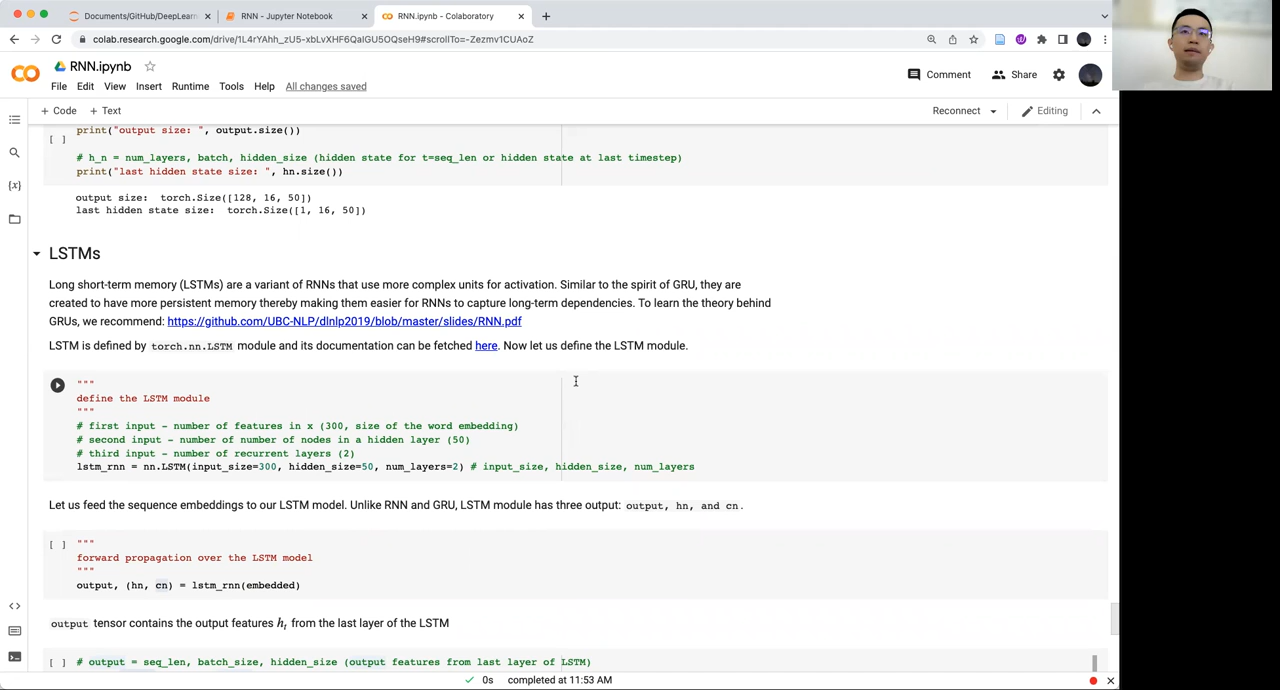 Documents/GitHub/DeepLearn
RNN - Jupyter Notebook
RNN.ipynb - Colaboratory
colab.research.google.com/drive/1L4rYAhh_zU5-xbLvXHF6QaIGU5OQseH9#scrollTo=-Zezmv1CUAoZ
RNN.ipynb
File Edit View Insert Runtime Tools Help All changes saved
Comment Share
+ Code + Text
Reconnect Editing
print("output size: ", output.size())
[ ]
# h_n = num_layers, batch, hidden_size (hidden state for t=seq_len or hidden state at last timestep)
print("last hidden state size: ", hn.size())
output size:  torch.Size([128, 16, 50])
last hidden state size:  torch.Size([1, 16, 50])
LSTMs
Long short-term memory (LSTMs) are a variant of RNNs that use more complex units for activation. Similar to the spirit of GRU, they are
created to have more persistent memory thereby making them easier for RNNs to capture long-term dependencies. To learn the theory behind
GRUs, we recommend: https://github.com/UBC-NLP/dlnlp2019/blob/master/slides/RNN.pdf
LSTM is defined by torch.nn.LSTM module and its documentation can be fetched here. Now let us define the LSTM module.
"""
define the LSTM module
"""
# first input - number of features in x (300, size of the word embedding)
# second input - number of number of nodes in a hidden layer (50)
# third input - number of recurrent layers (2)
lstm_rnn = nn.LSTM(input_size=300, hidden_size=50, num_layers=2) # input_size, hidden_size, num_layers
Let us feed the sequence embeddings to our LSTM model. Unlike RNN and GRU, LSTM module has three output: output, hn, and cn.
[ ] """
forward propagation over the LSTM model
"""
output, (hn, cn) = lstm_rnn(embedded)
output tensor contains the output features hₜ from the last layer of the LSTM
[ ] # output = seq_len, batch_size, hidden_size (output features from last layer of LSTM)
0s completed at 11:53 AM